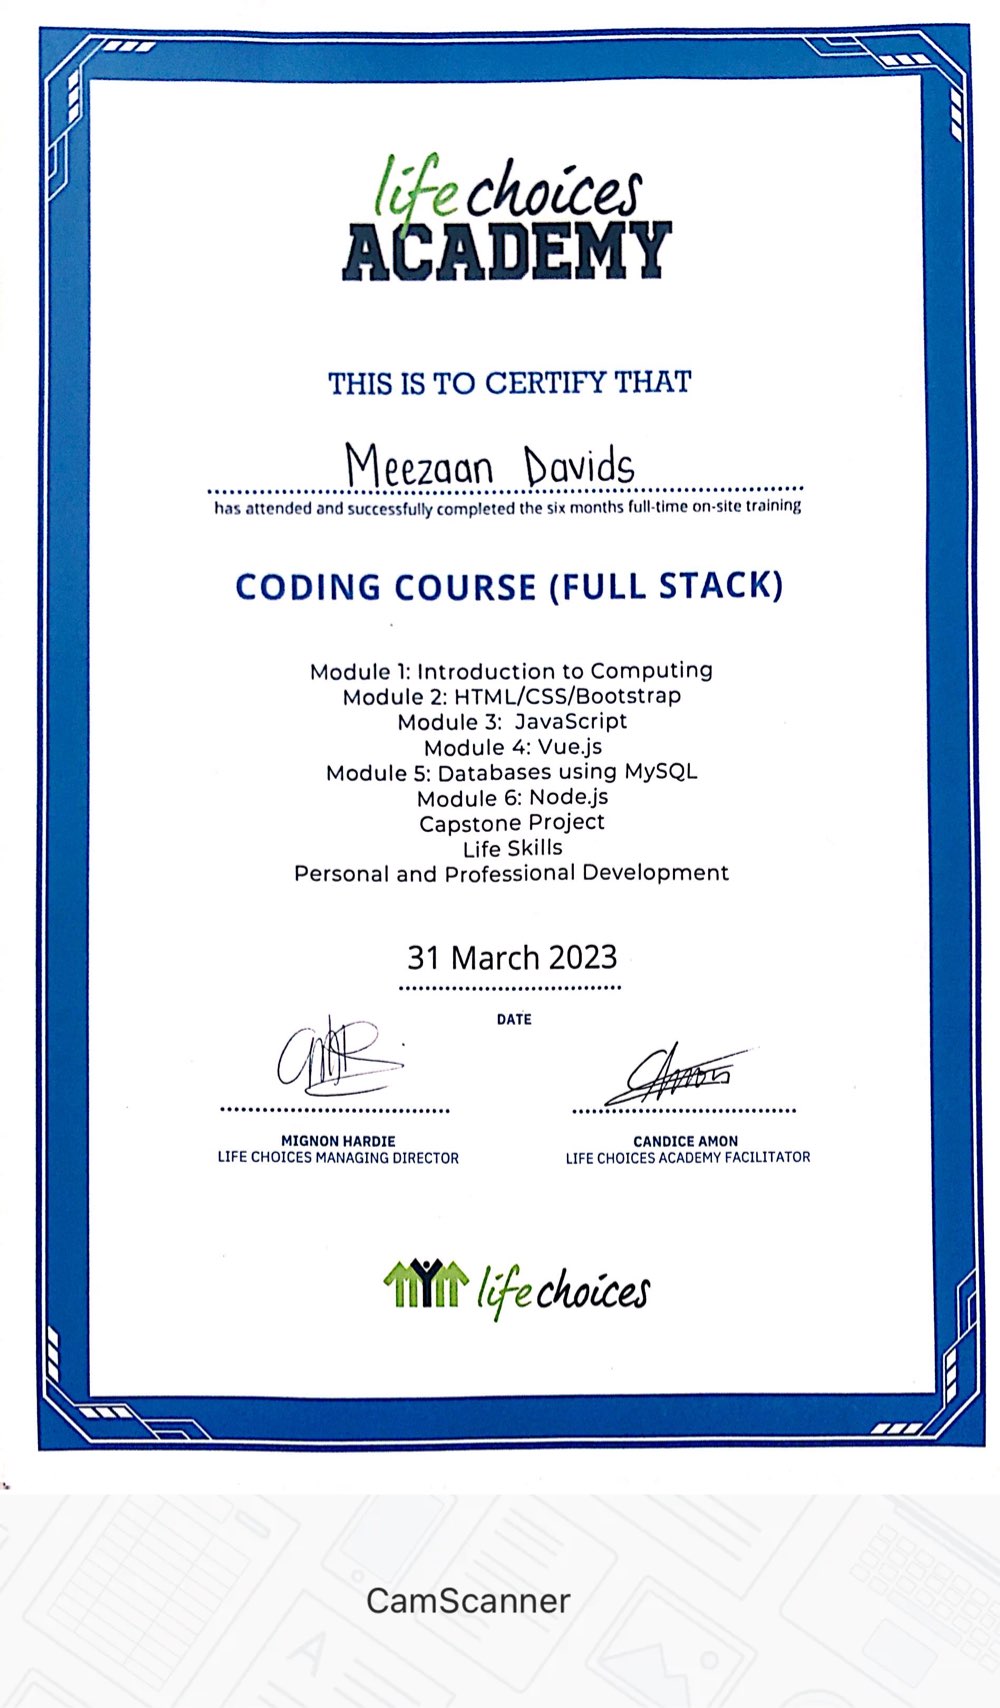 life choices
ACADEMY
THIS IS TO CERTIFY THAT
Meezaan Davids
has attended and successfully completed the six months full-time on-site training
CODING COURSE (FULL STACK)
Module 1: Introduction to Computing
Module 2: HTML/CSS/Bootstrap
Module 3: JavaScript
Module 4: Vue.js
Module 5: Databases using MySQL
Module 6: Node.js
Capstone Project
Life Skills
Personal and Professional Development
31 March 2023
DATE
MIGNON HARDIE
LIFE CHOICES MANAGING DIRECTOR
CANDICE AMON
LIFE CHOICES ACADEMY FACILITATOR
life choices
CamScanner